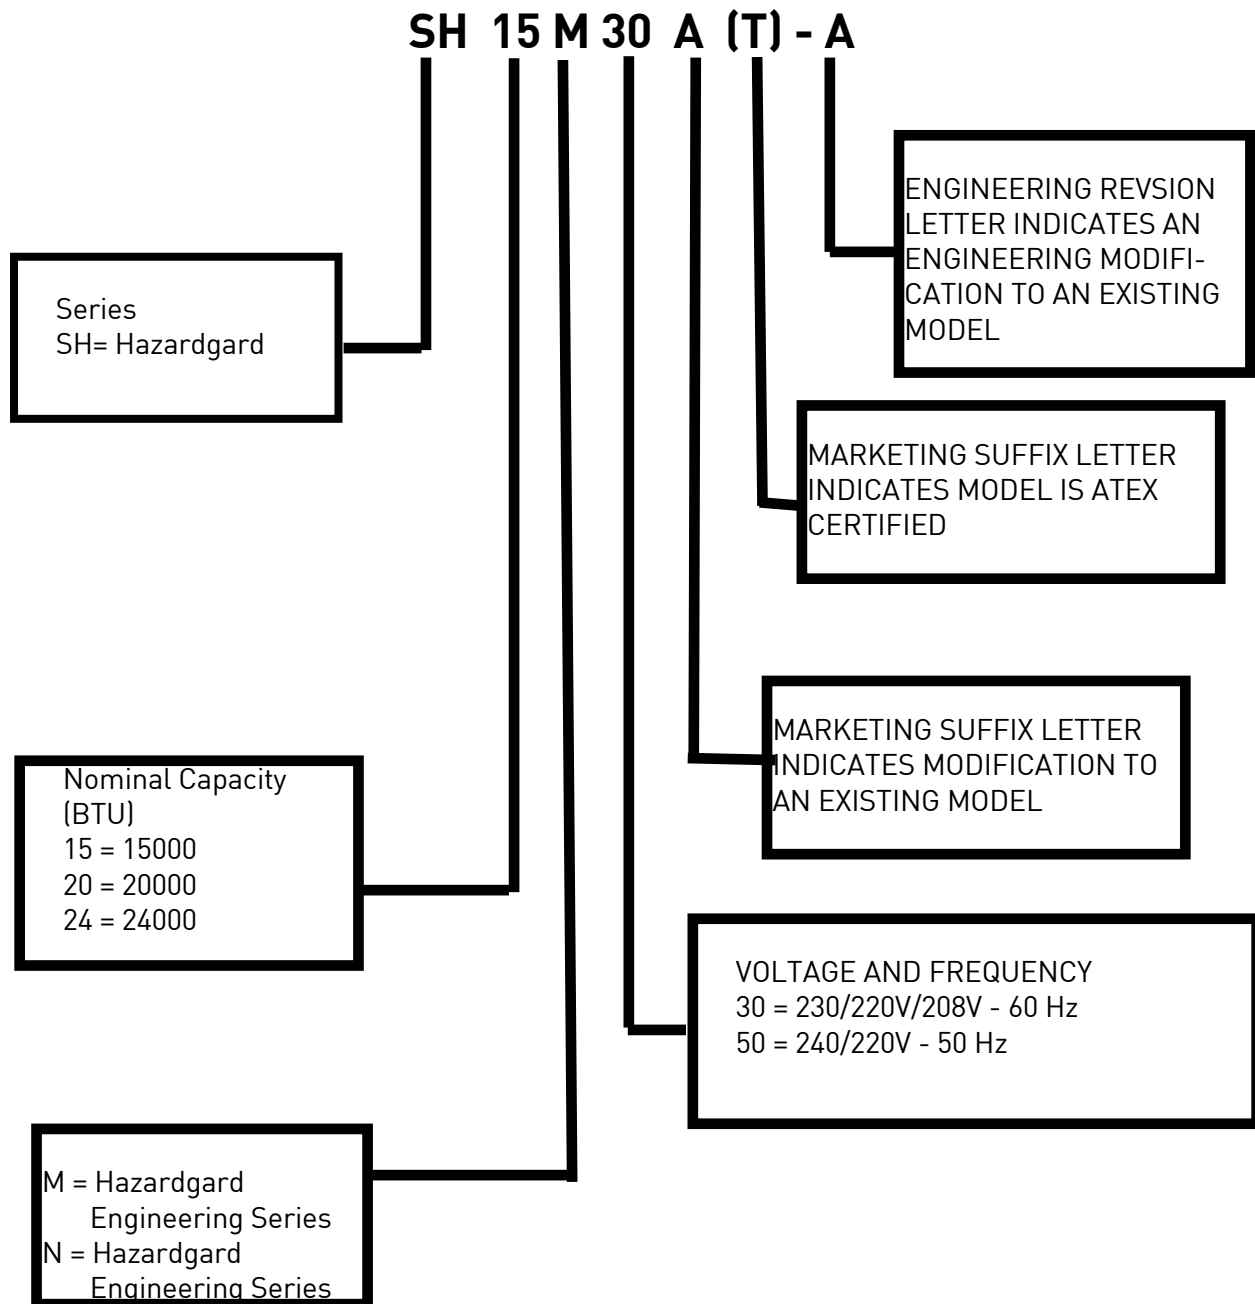 SH 15 M 30 A (T) - A
ENGINEERING REVSION
LETTER INDICATES AN
ENGINEERING MODIFI-
CATION TO AN EXISTING
MODEL
Series
SH= Hazardgard
MARKETING SUFFIX LETTER
INDICATES MODEL IS ATEX
CERTIFIED
MARKETING SUFFIX LETTER
INDICATES MODIFICATION TO
AN EXISTING MODEL
Nominal Capacity
(BTU)
15 = 15000
20 = 20000
24 = 24000
VOLTAGE AND FREQUENCY
30 = 230/220V/208V - 60 Hz
50 = 240/220V - 50 Hz
M = Hazardgard
Engineering Series
N = Hazardgard
Engineering Series